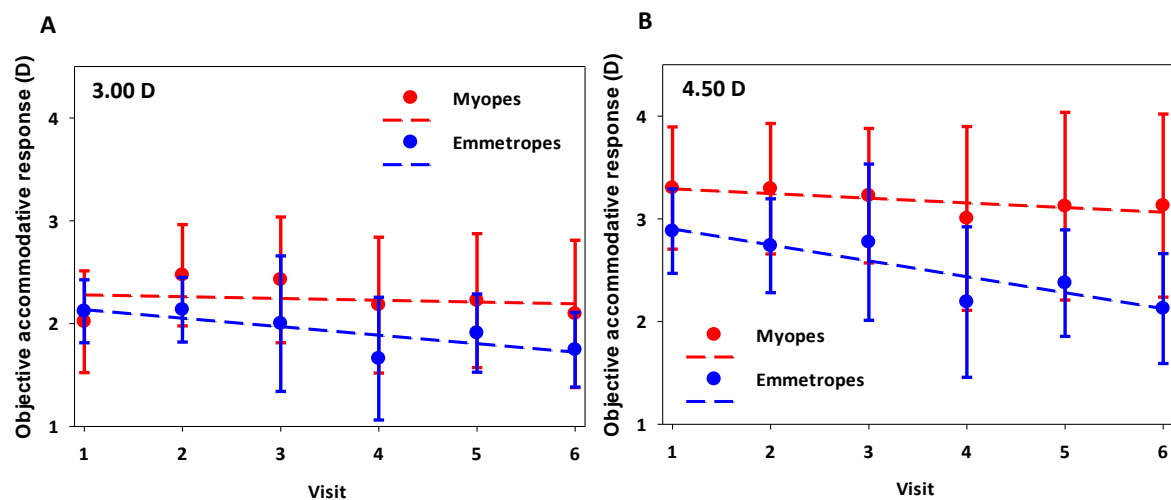 A
Objective accommodative response (D)
3.00 D
Myopes
Emmetropes
4
3
2
1
1 2 3 4 5 6
Visit
B
Objective accommodative response (D)
4.50 D
Myopes
Emmetropes
4
3
2
1
1 2 3 4 5 6
Visit